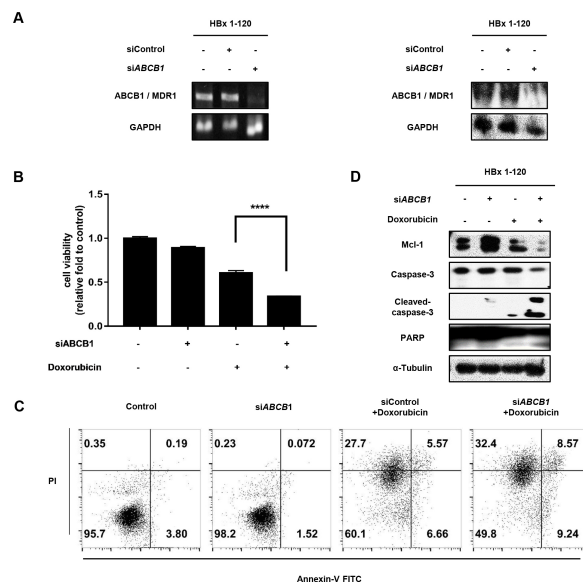 A
HBx 1-120
siControl - + -
siABCB1 - - +
ABCB1 / MDR1
GAPDH
HBx 1-120
siControl - + -
siABCB1 - - +
ABCB1 / MDR1
GAPDH
B
cell viability
(relative fold to control)
1.5
1.0
0.5
0.0
****
siABCB1 - + - +
Doxorubicin - - + +
D
HBx 1-120
siABCB1 - + - +
Doxorubicin - - + +
Mcl-1
Caspase-3
Cleaved-
caspase-3
PARP
α-Tubulin
C
Control
0.35 0.19
95.7 3.80
siABCB1
0.23 0.072
98.2 1.52
siControl
+Doxorubicin
27.7 5.57
60.1 6.66
siABCB1
+Doxorubicin
32.4 8.57
49.8 9.24
PI
Annexin-V FITC